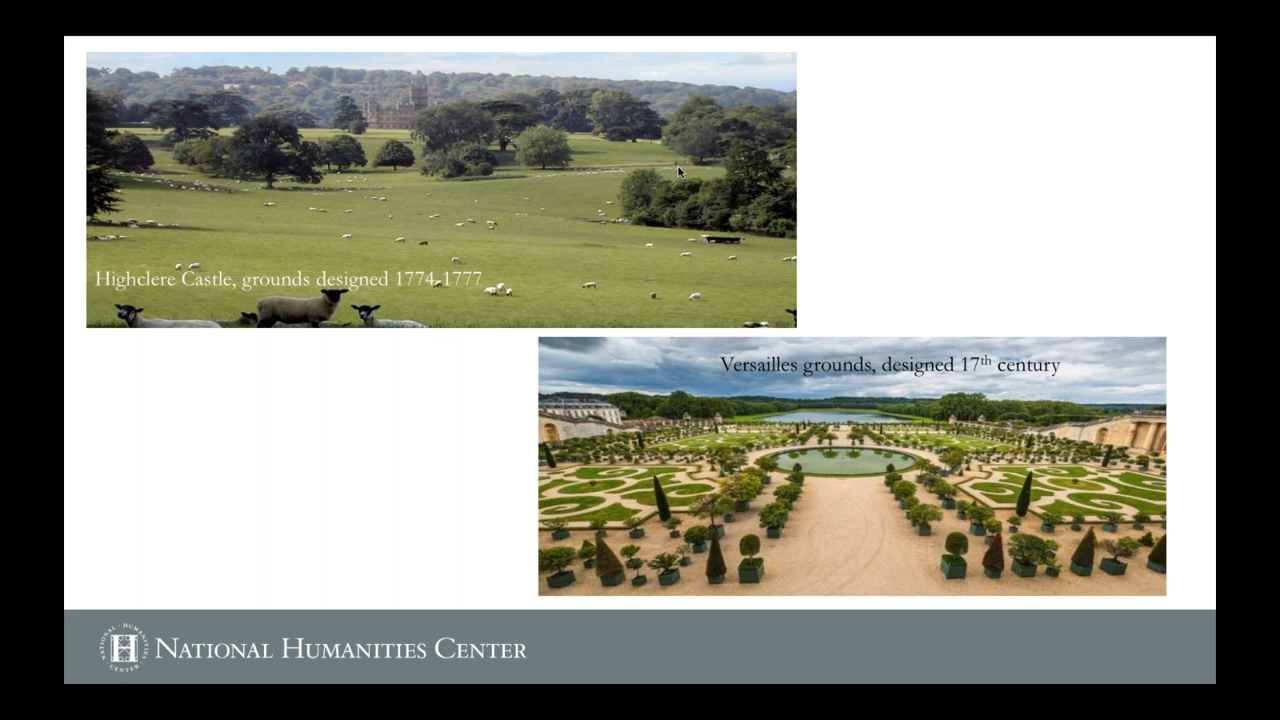 Highclere Castle, grounds designed 1774-1777
Versailles grounds, designed 17th century
NATIONAL HUMANITIES CENTER